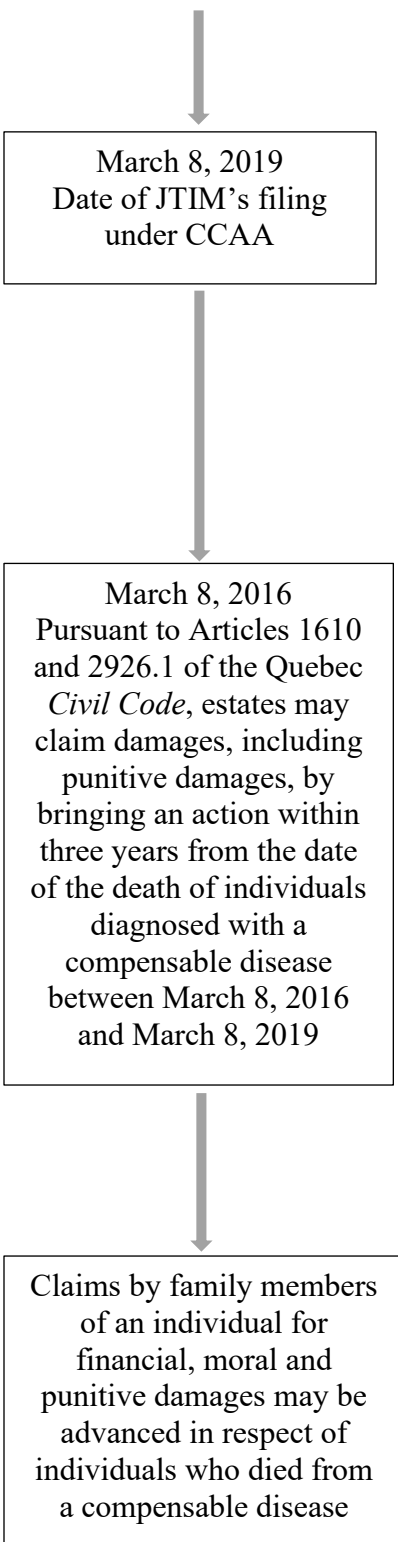 March 8, 2019
Date of JTIM’s filing
under CCAA
March 8, 2016
Pursuant to Articles 1610
and 2926.1 of the Quebec
Civil Code, estates may
claim damages, including
punitive damages, by
bringing an action within
three years from the date
of the death of individuals
diagnosed with a
compensable disease
between March 8, 2016
and March 8, 2019
Claims by family members
of an individual for
financial, moral and
punitive damages may be
advanced in respect of
individuals who died from
a compensable disease